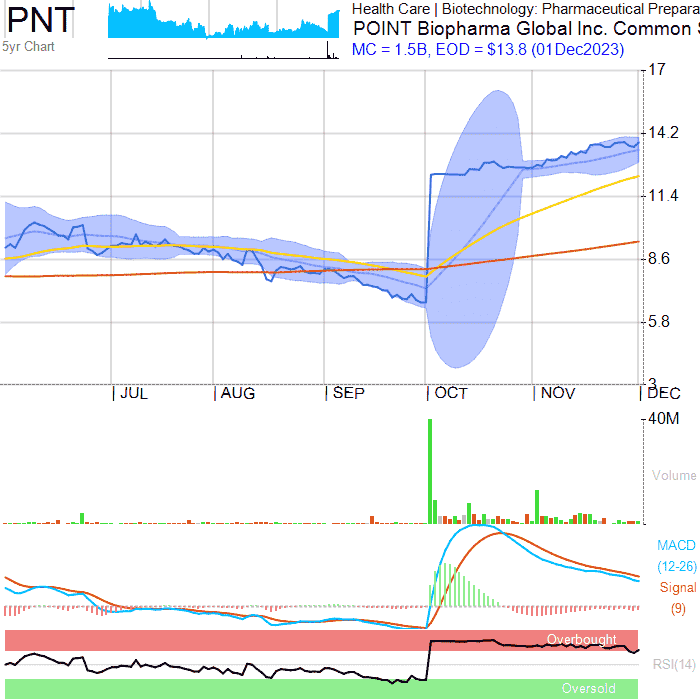 PNT
5yr Chart
Health Care | Biotechnology: Pharmaceutical Prepara
POINT Biopharma Global Inc. Common S
MC = 1.5B, EOD = $13.8 (01Dec2023)
17
14.2
11.4
8.6
5.8
3
JUL AUG SEP OCT NOV DEC
40M
Volume
MACD
(12-26)
Signal
(9)
Overbought
RSI(14)
Oversold